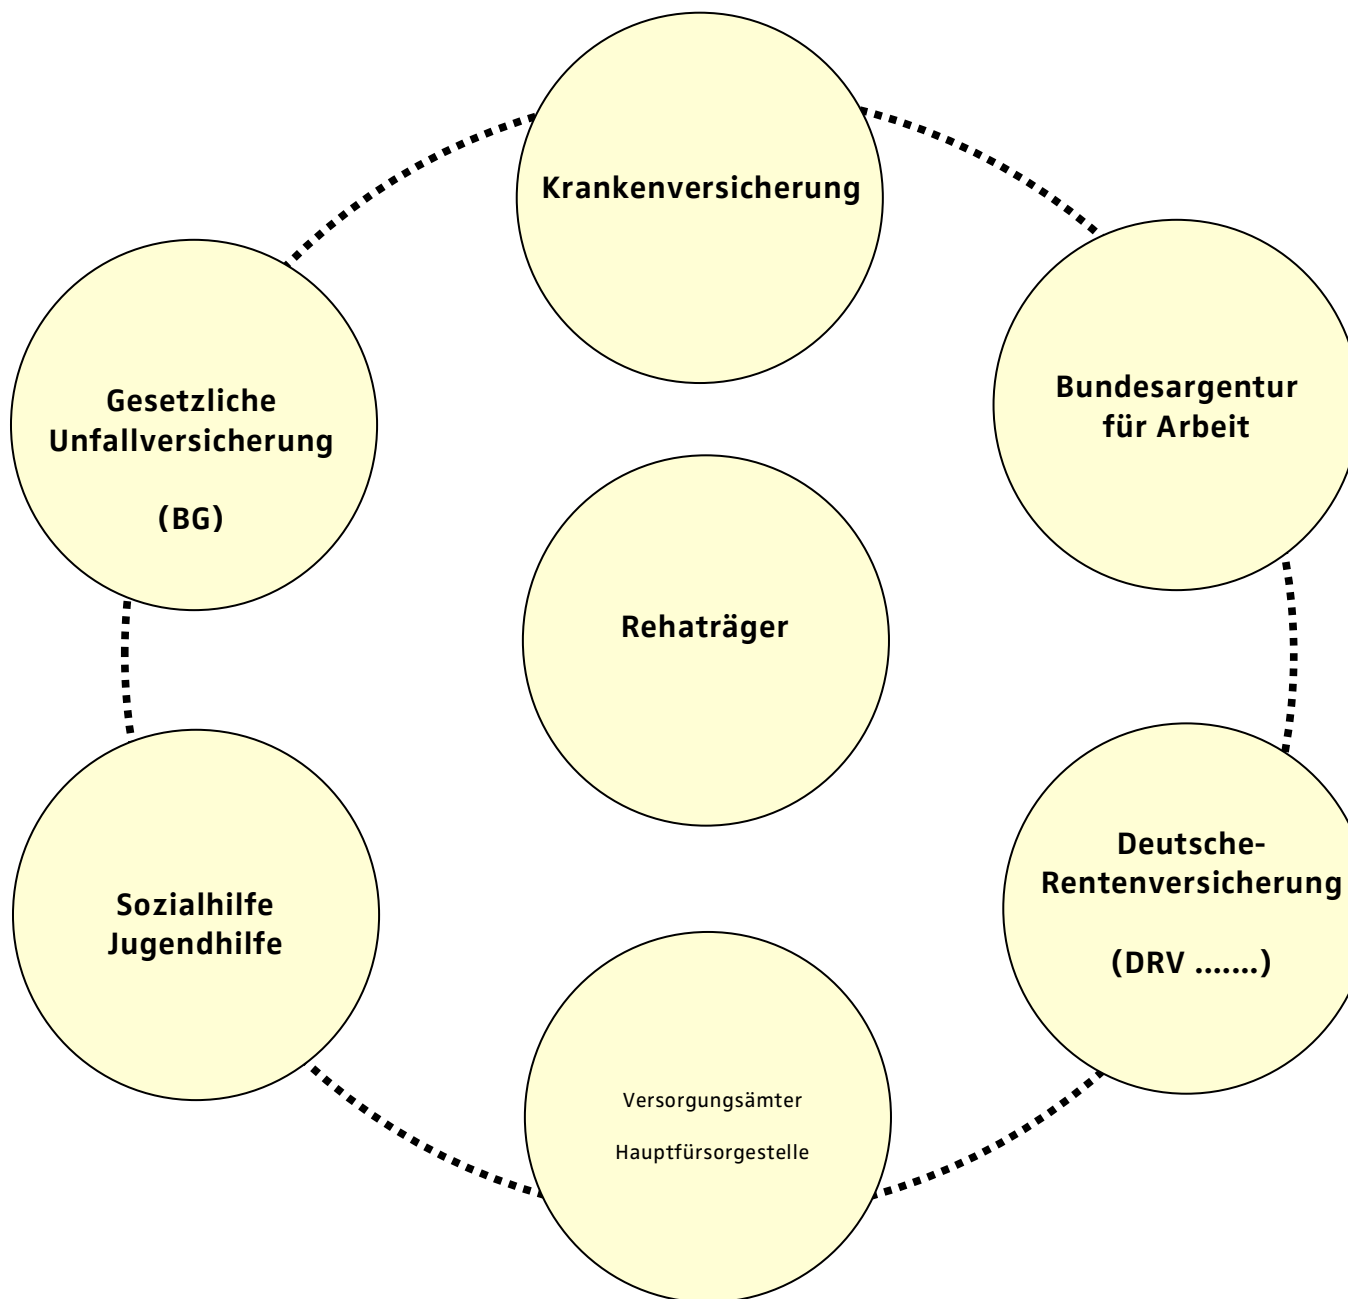 Krankenversicherung
Bundesargentur
für Arbeit
Gesetzliche
Unfallversicherung
(BG)
Rehaträger
Deutsche-
Rentenversicherung
(DRV .......)
Sozialhilfe
Jugendhilfe
Versorgungsämter
Hauptfürsorgestelle